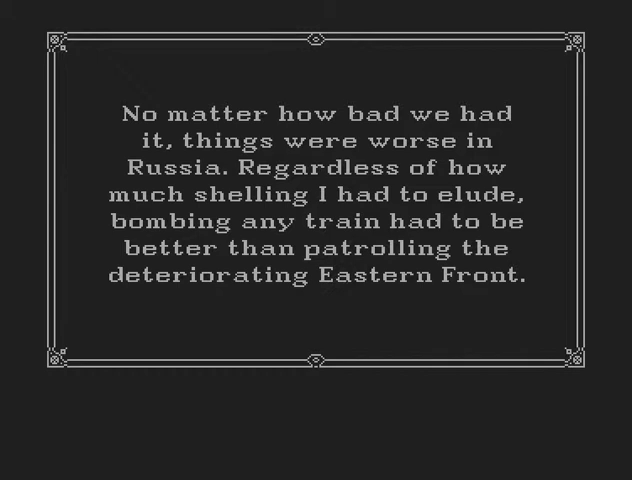 No matter how bad we had
it, things were worse in
Russia. Regardless of how
much shelling I had to elude,
bombing any train had to be
better than patrolling the
deteriorating Eastern Front.